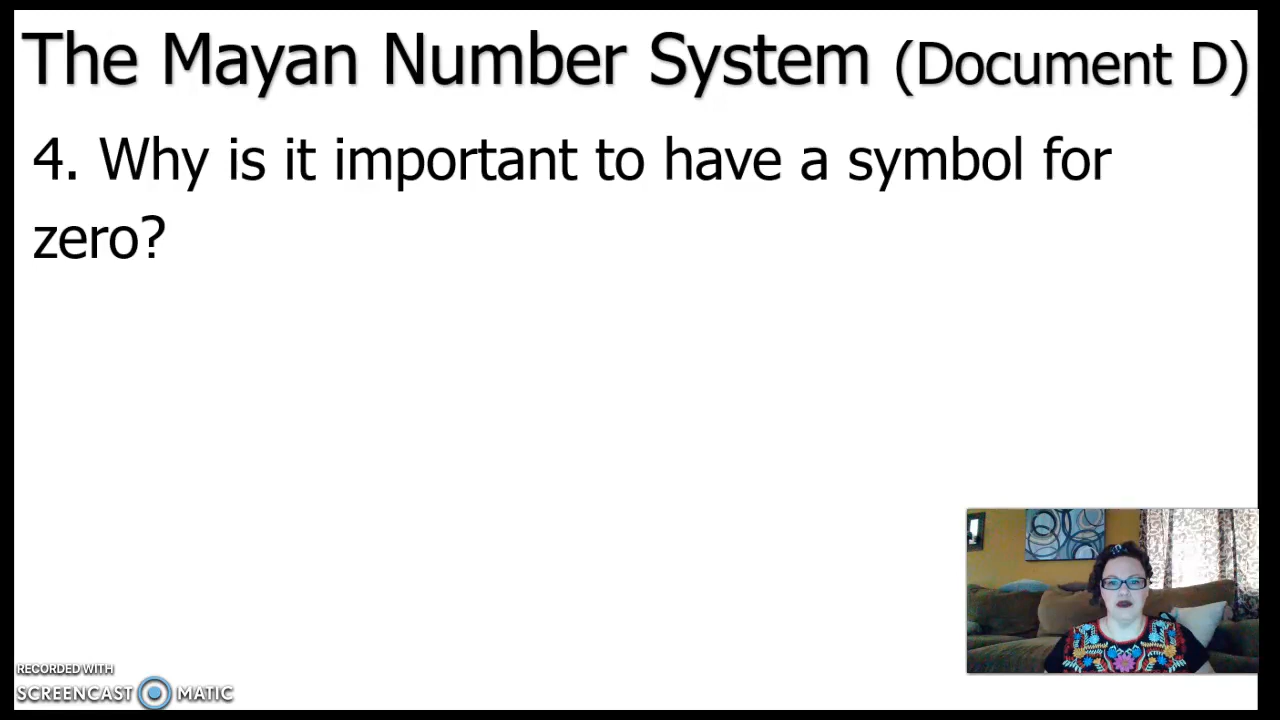 The Mayan Number System (Document D)
4. Why is it important to have a symbol for
zero?
RECORDED WITH
SCREENCAST MATIC